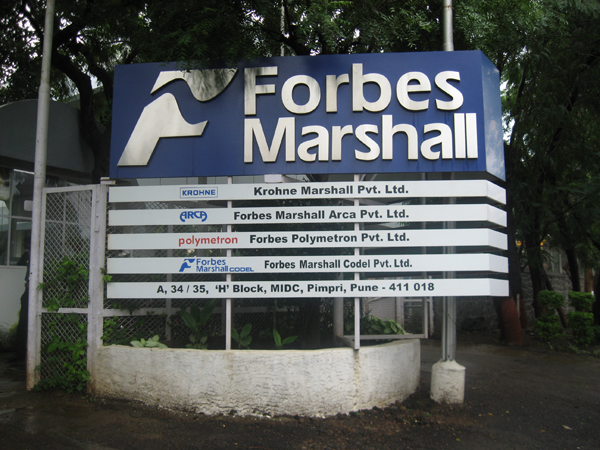 Forbes
Marshall
KROHNE Krohne Marshall Pvt. Ltd.
ARCA Forbes Marshall Arca Pvt. Ltd.
polymetron Forbes Polymetron Pvt. Ltd.
Forbes
Marshall CODEL Forbes Marshall Codel Pvt. Ltd.
A, 34 / 35, 'H' Block, MIDC, Pimpri, Pune - 411 018